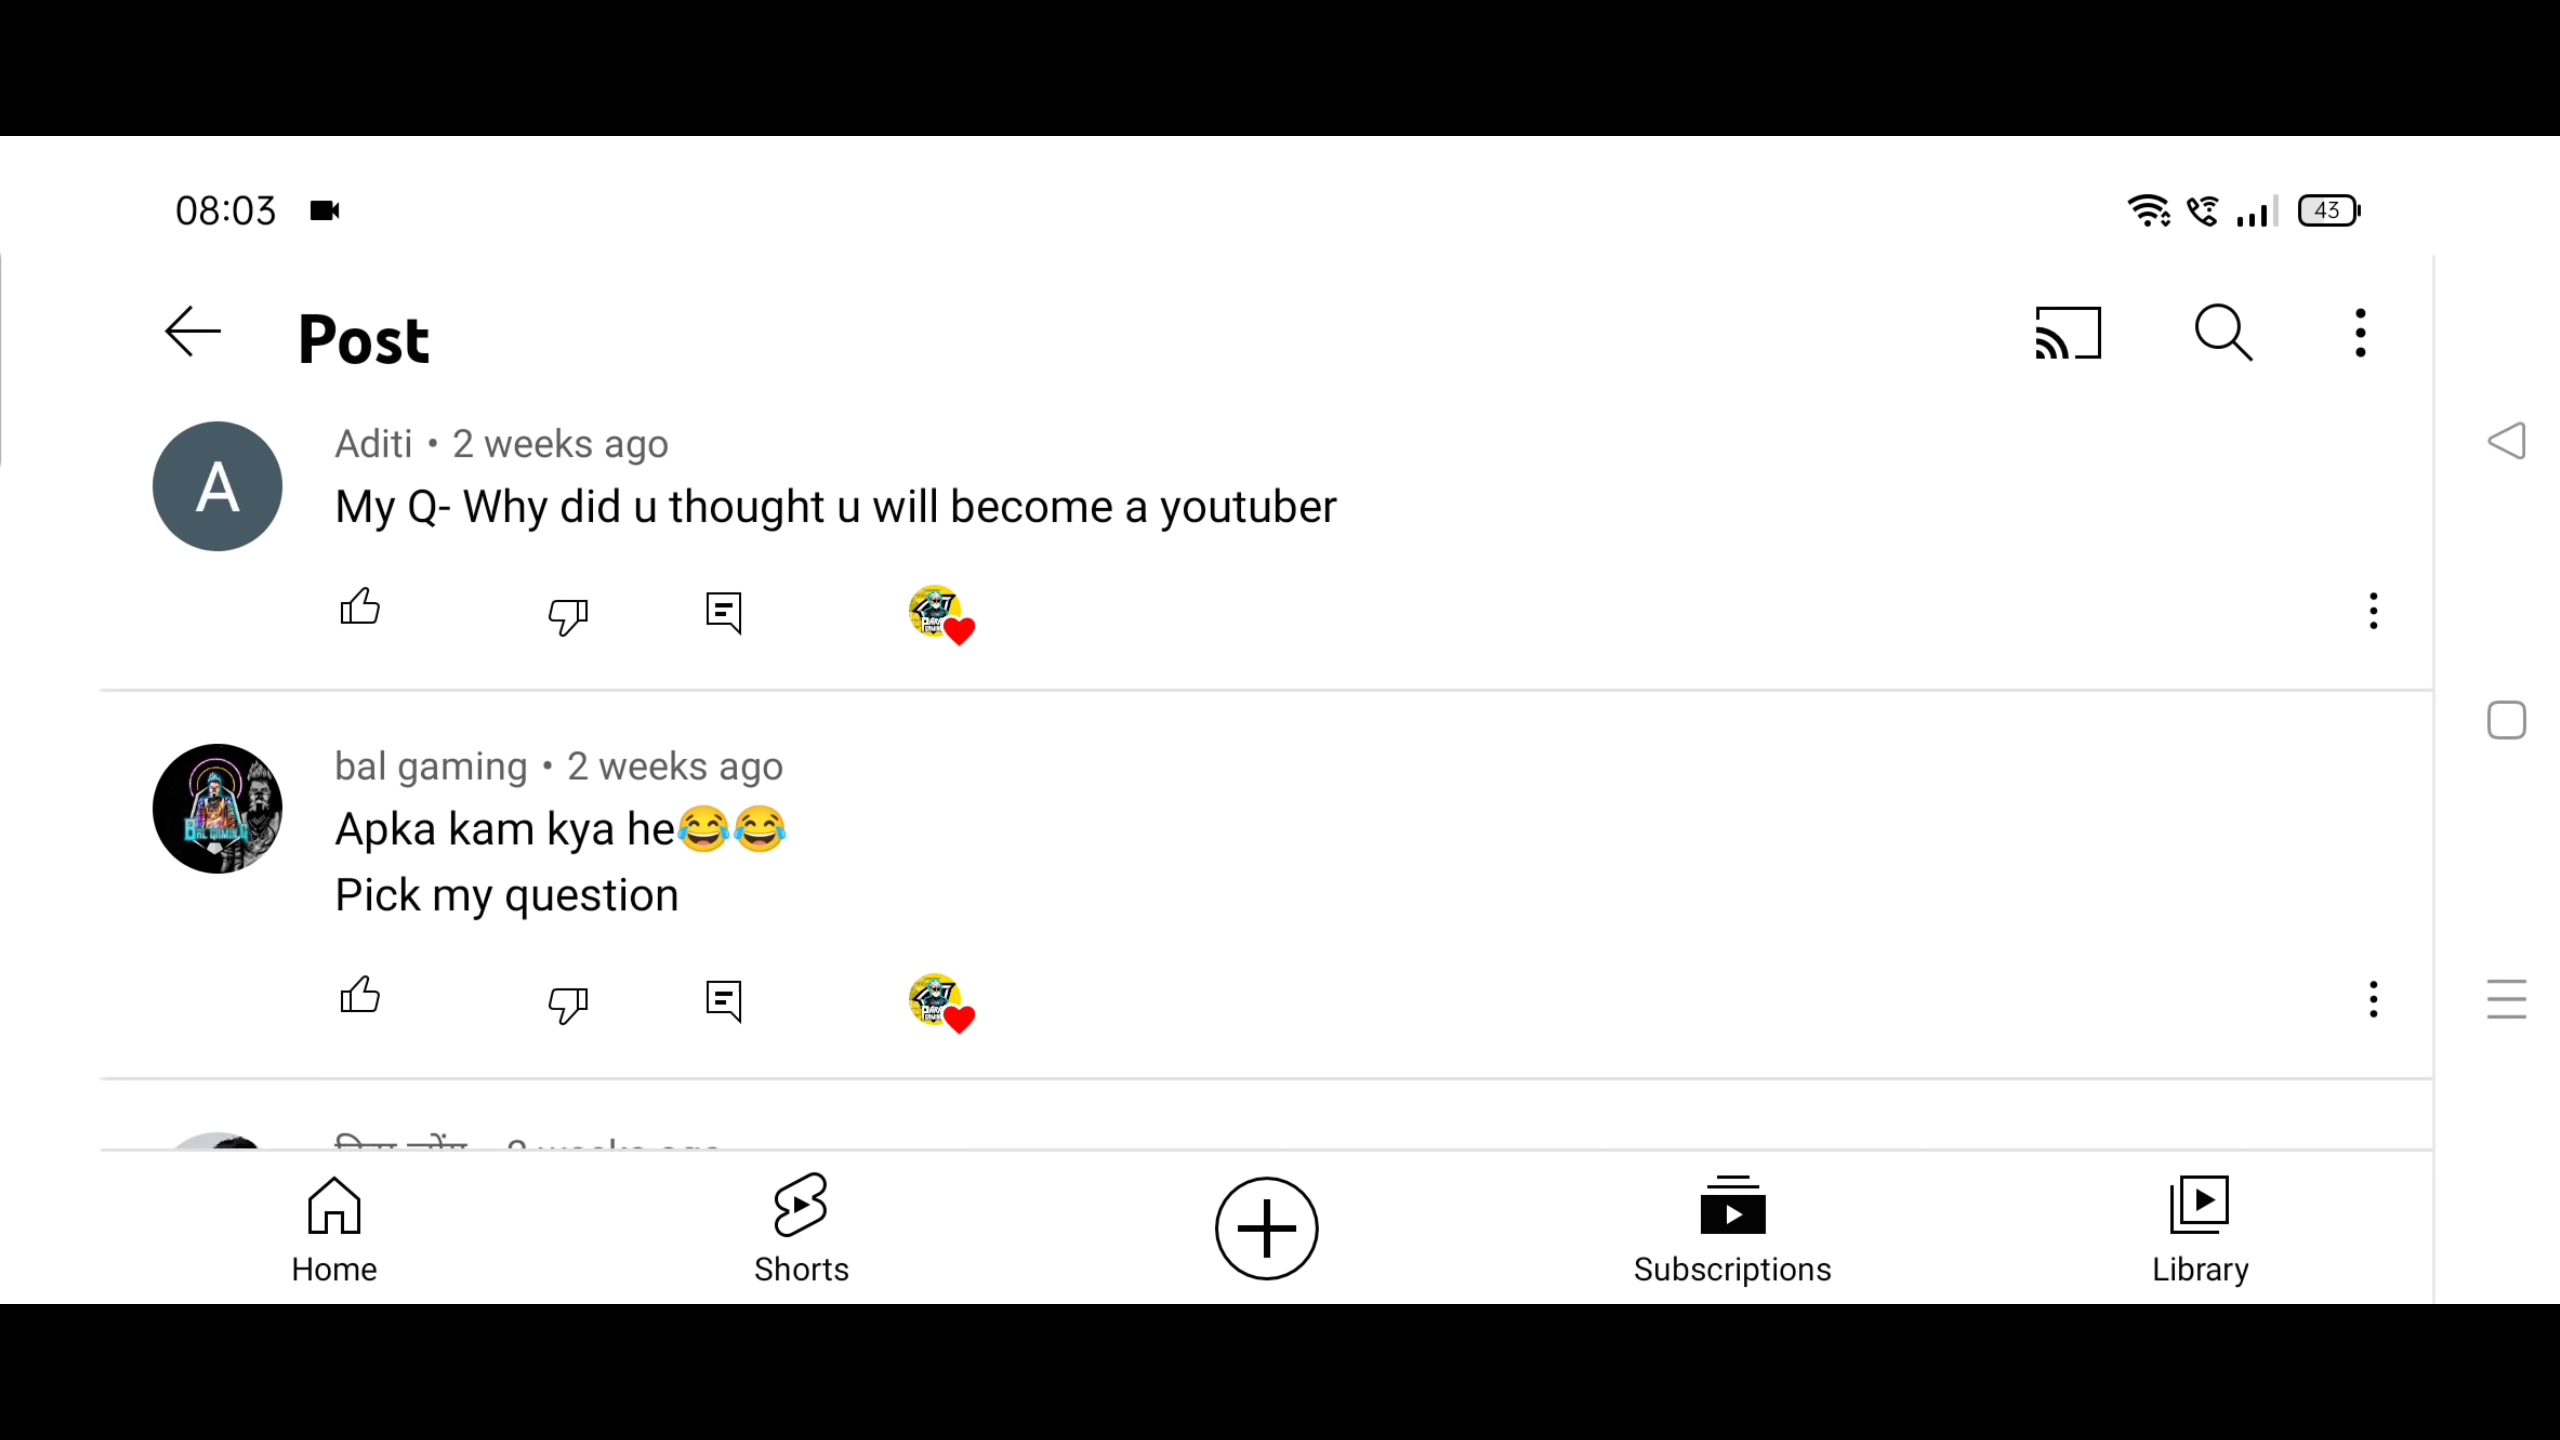 08:03
43
Post
Aditi • 2 weeks ago
A
My Q- Why did u thought u will become a youtuber
bal gaming • 2 weeks ago
Apka kam kya he😂😂
Pick my question
Home
Shorts
Subscriptions
Library